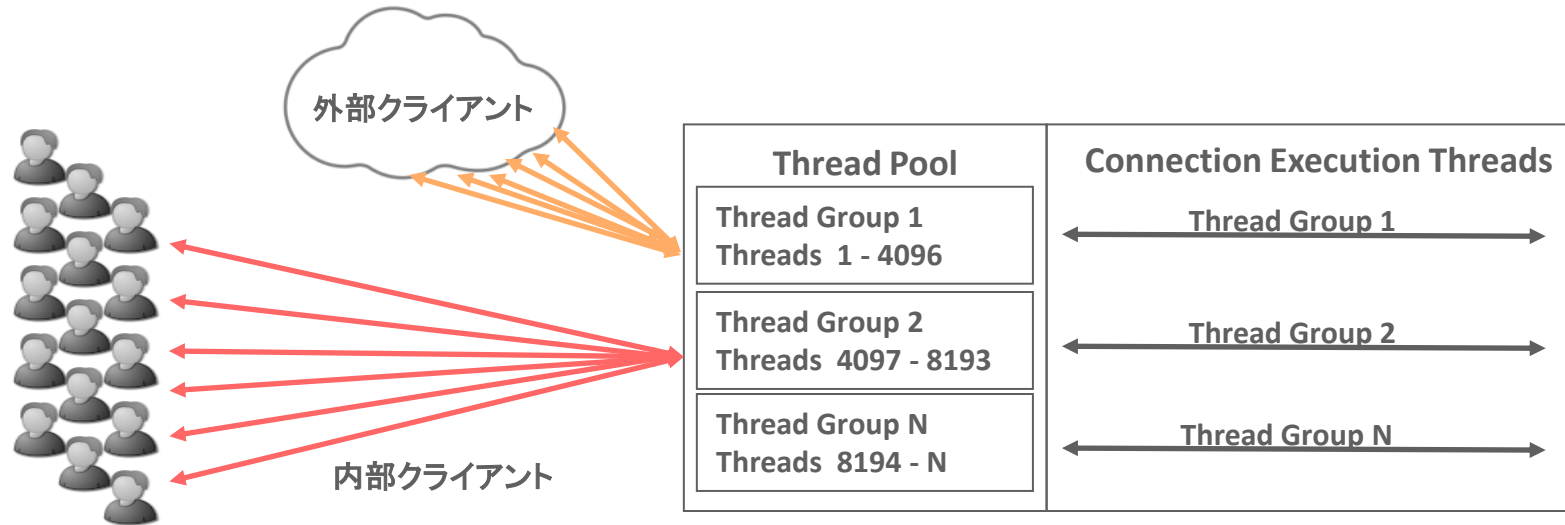 外部クライアント
内部クライアント
Thread Pool
Thread Group 1
Threads 1 - 4096
Thread Group 2
Threads 4097 - 8193
Thread Group N
Threads 8194 - N
Connection Execution Threads
Thread Group 1
Thread Group 2
Thread Group N